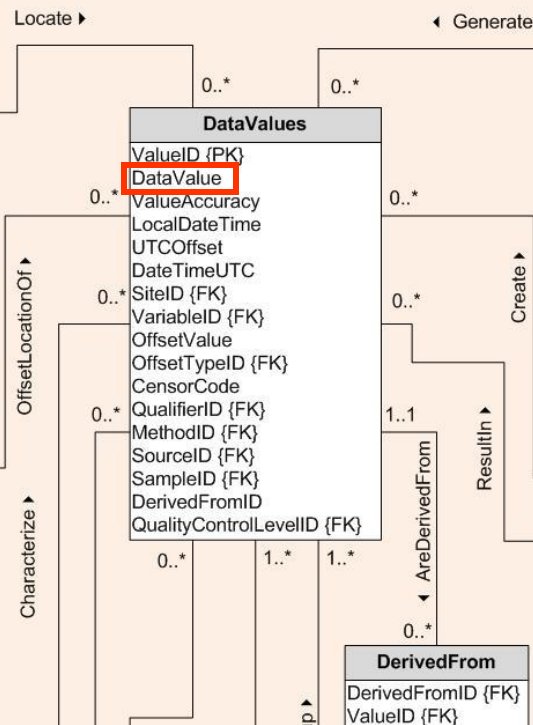 Locate
Generate
0..*
0..*
DataValues
ValueID {PK}
DataValue
ValueAccuracy
LocalDateTime
UTCOffset
DateTimeUTC
SiteID {FK}
VariableID {FK}
OffsetValue
OffsetTypeID {FK}
CensorCode
QualifierID {FK}
MethodID {FK}
SourceID {FK}
SampleID {FK}
DerivedFromID
QualityControlLevelID {FK}
0..*
0..*
0..*
0..*
0..*
1..1
OffsetLocationOf
Characterize
Create
ResultIn
AreDerivedFrom
0..*
1..*
1..*
0..*
DerivedFrom
DerivedFromID {FK}
ValueID {FK}